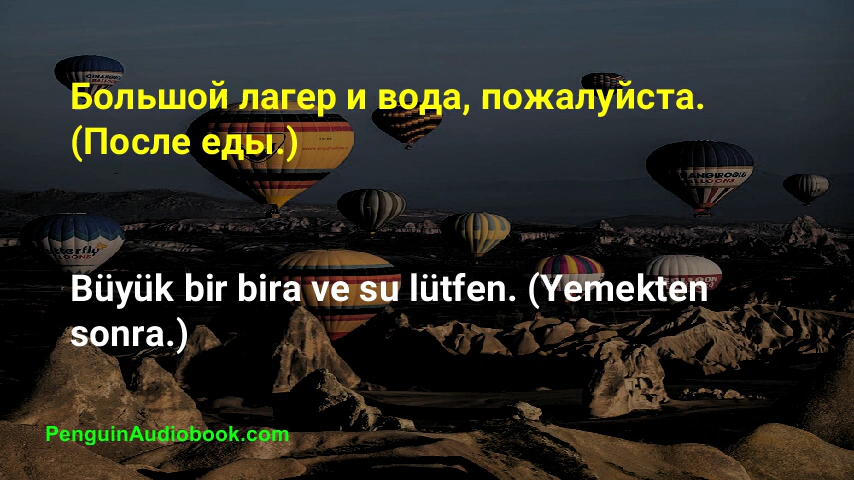 Большой лагер и вода, пожалуйста.
(После еды.)
Büyük bir bira ve su lütfen. (Yemekten
sonra.)
PenguinAudiobook.com